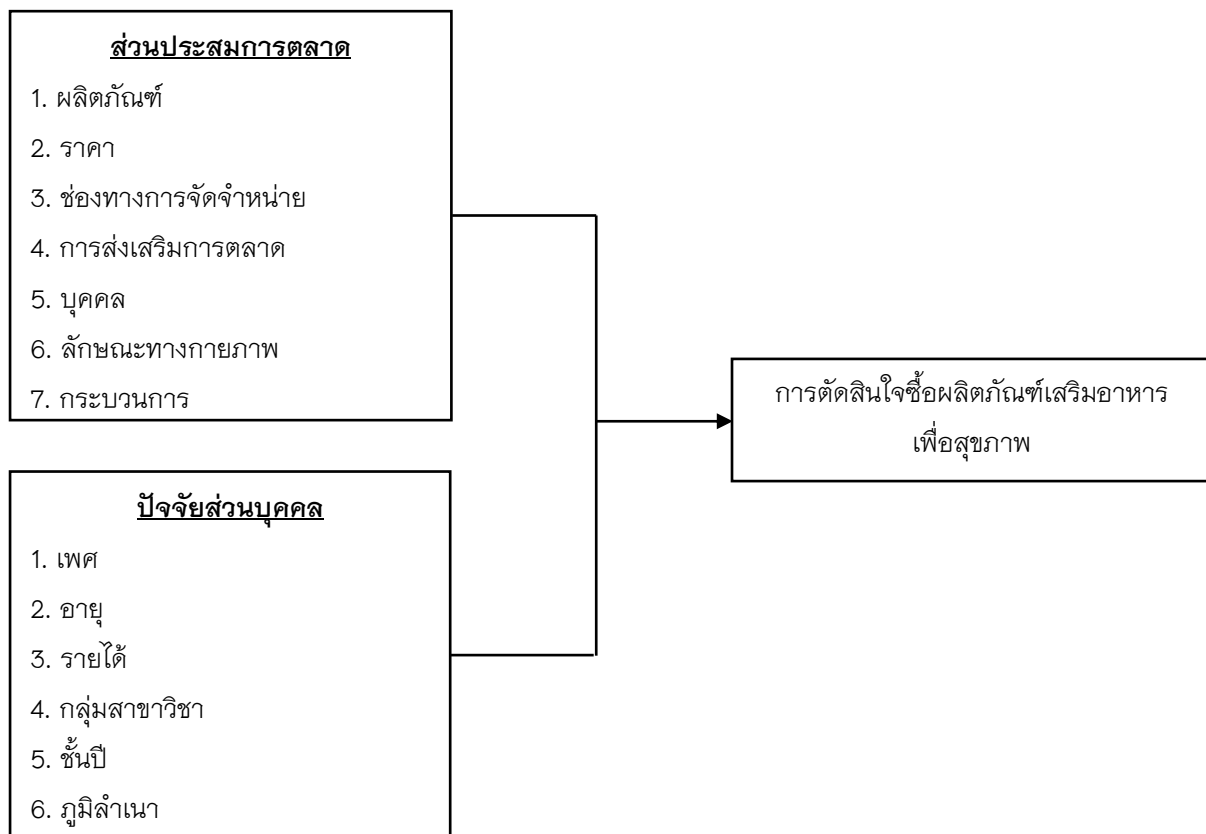 ส่วนประสมการตลาด
1. ผลิตภัณฑ์
2. ราคา
3. ช่องทางการจัดจำหน่าย
4. การส่งเสริมการตลาด
5. บุคคล
6. ลักษณะทางกายภาพ
7. กระบวนการ
ปัจจัยส่วนบุคคล
1. เพศ
2. อายุ
3. รายได้
4. กลุ่มสาขาวิชา
5. ชั้นปี
6. ภูมิลำเนา
การตัดสินใจซื้อผลิตภัณฑ์เสริมอาหาร
เพื่อสุขภาพ